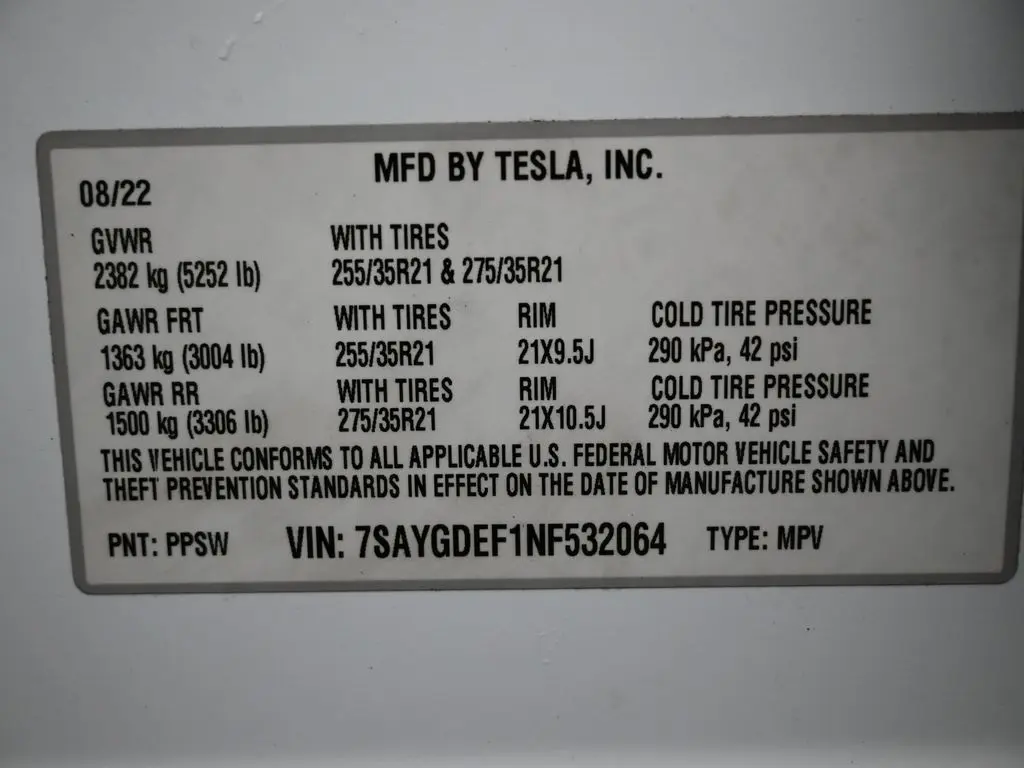 MFD BY TESLA, INC.
08/22
GVWR WITH TIRES
2382 kg (5252 lb) 255/35R21 & 275/35R21
GAWR FRT WITH TIRES RIM COLD TIRE PRESSURE
1363 kg (3004 lb) 255/35R21 21X9.5J 290 kPa, 42 psi
GAWR RR WITH TIRES RIM COLD TIRE PRESSURE
1500 kg (3306 lb) 275/35R21 21X10.5J 290 kPa, 42 psi
THIS VEHICLE CONFORMS TO ALL APPLICABLE U.S. FEDERAL MOTOR VEHICLE SAFETY AND
THEFT PREVENTION STANDARDS IN EFFECT ON THE DATE OF MANUFACTURE SHOWN ABOVE.
PNT: PPSW VIN: 7SAYGDEF1NF532064 TYPE: MPV